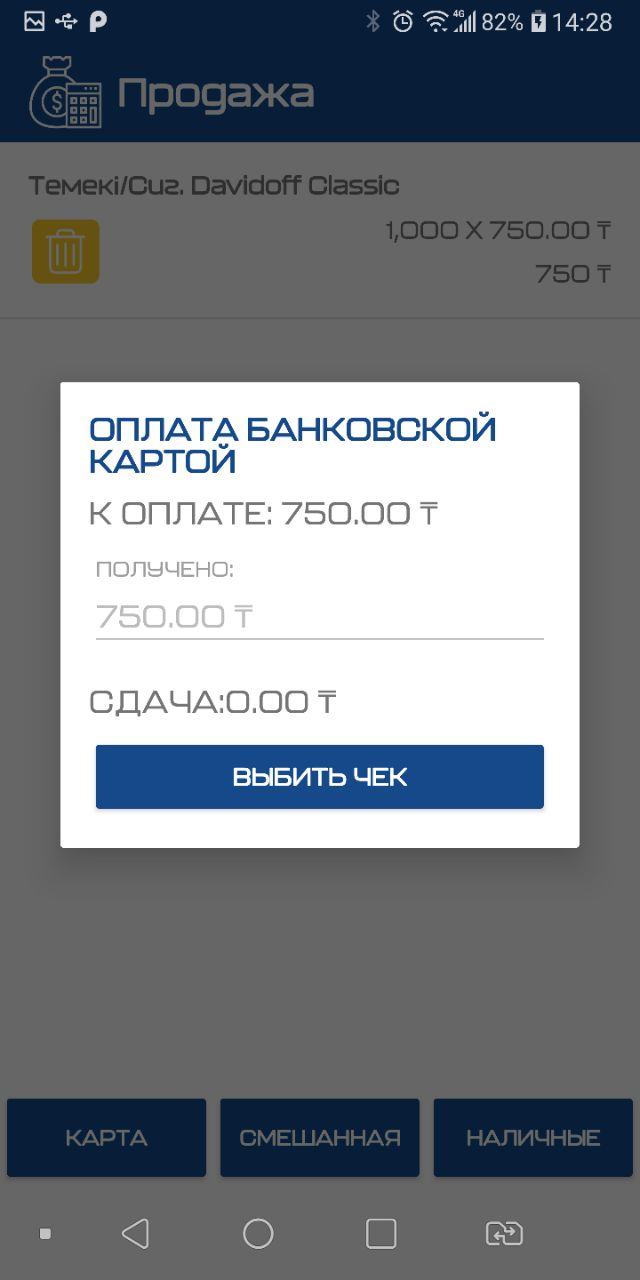 4G 82% 14:28
Продажа
Темекі/Сиг. Davidoff Classic
1,000 X 750.00 ₸
750 ₸
ОПЛАТА БАНКОВСКОЙ
КАРТОЙ
К ОПЛАТЕ: 750.00 ₸
ПОЛУЧЕНО:
750.00 ₸
СДАЧА:0.00 ₸
ВЫБИТЬ ЧЕК
КАРТА
СМЕШАННАЯ
НАЛИЧНЫЕ